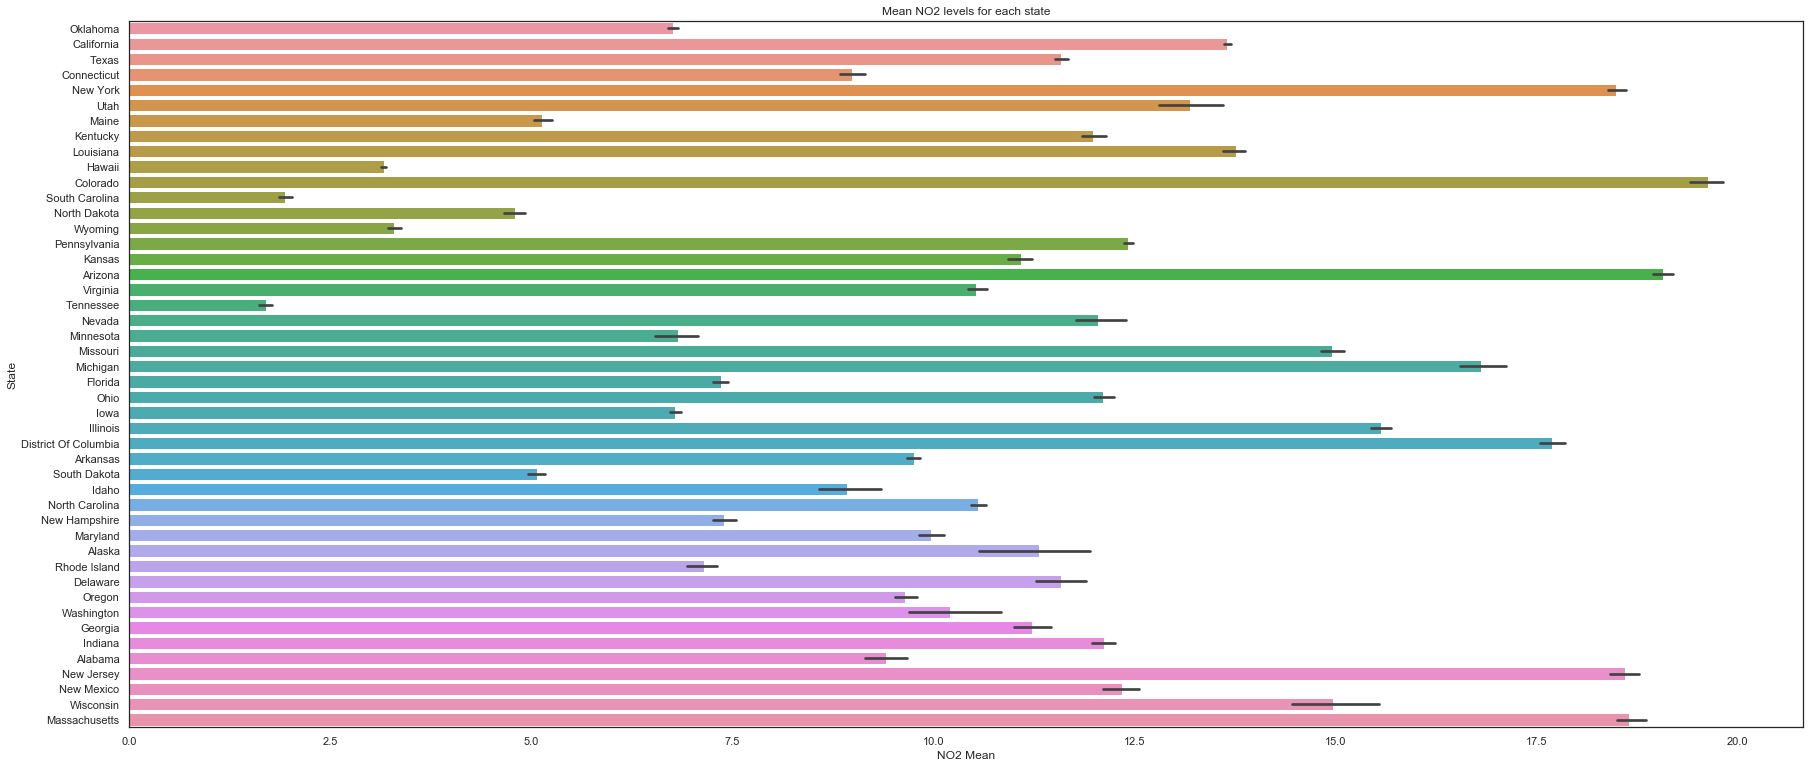 Mean NO2 levels for each state
State
Oklahoma
California
Texas
Connecticut
New York
Utah
Maine
Kentucky
Louisiana
Hawaii
Colorado
South Carolina
North Dakota
Wyoming
Pennsylvania
Kansas
Arizona
Virginia
Tennessee
Nevada
Minnesota
Missouri
Michigan
Florida
Ohio
Iowa
Illinois
District Of Columbia
Arkansas
South Dakota
Idaho
North Carolina
New Hampshire
Maryland
Alaska
Rhode Island
Delaware
Oregon
Washington
Georgia
Indiana
Alabama
New Jersey
New Mexico
Wisconsin
Massachusetts
0.0 2.5 5.0 7.5 10.0 12.5 15.0 17.5 20.0
NO2 Mean